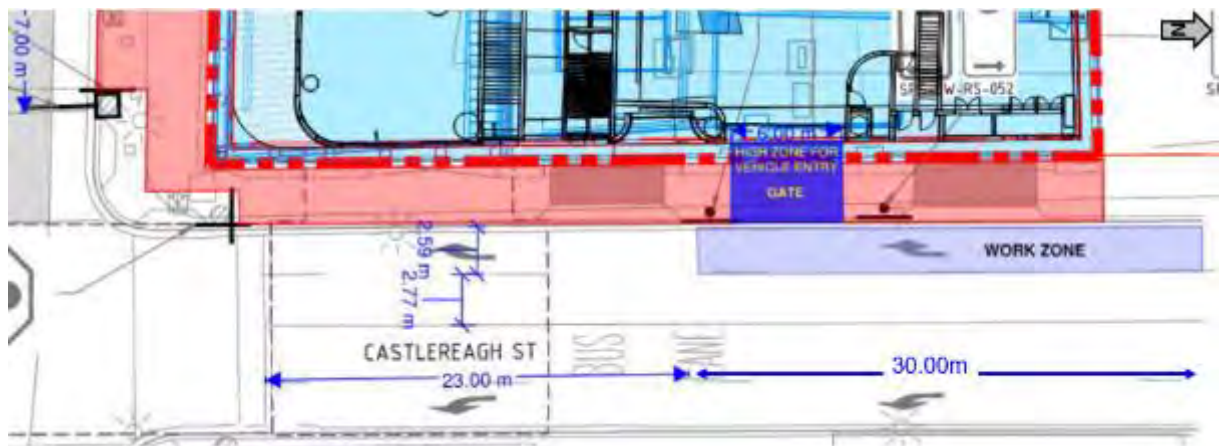 7.00 m
N
SP
W-RS-052
6.00 m
HIGH ZONE FOR
VEHICLE ENTRY
GATE
2.59 m
WORK ZONE
2.77 m
BUS
LANE
CASTLEREAGH ST
23.00 m
30.00m